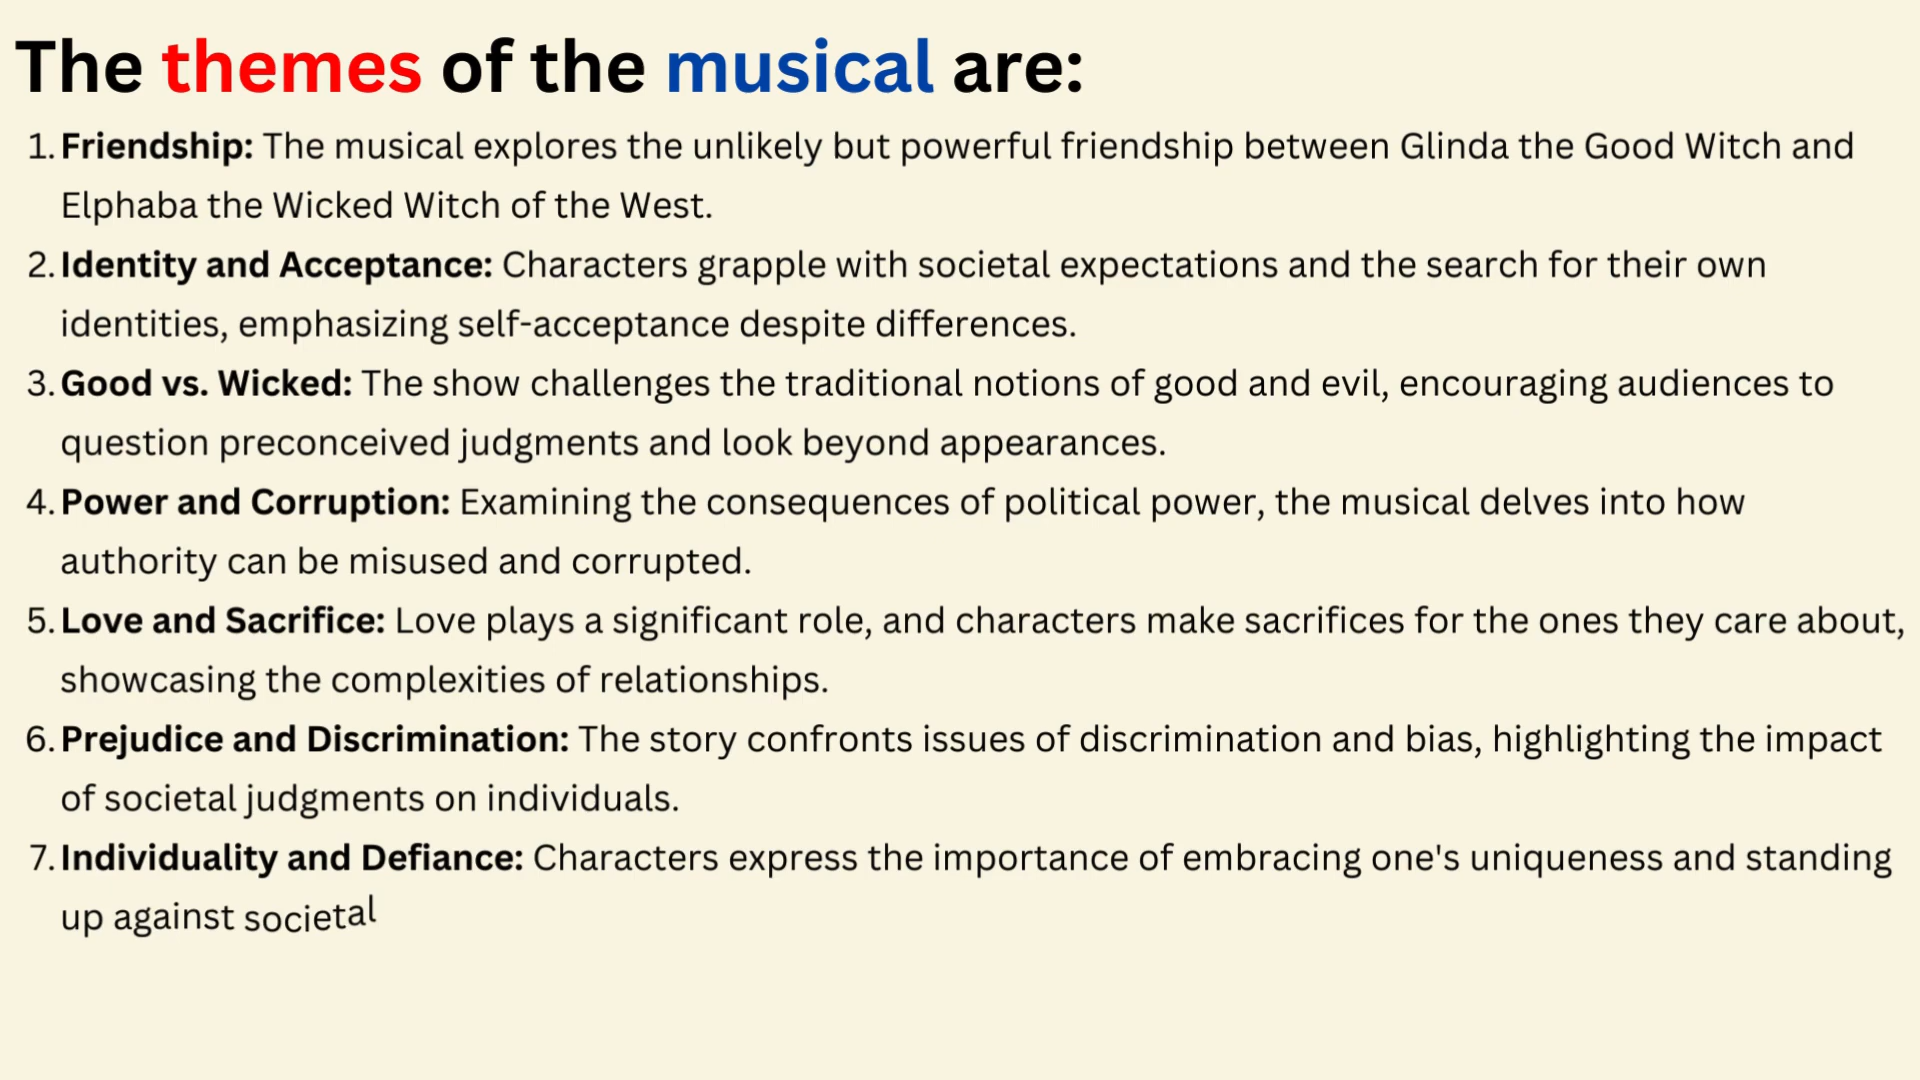 The themes of the musical are:
1. Friendship: The musical explores the unlikely but powerful friendship between Glinda the Good Witch and
Elphaba the Wicked Witch of the West.
2. Identity and Acceptance: Characters grapple with societal expectations and the search for their own
identities, emphasizing self-acceptance despite differences.
3. Good vs. Wicked: The show challenges the traditional notions of good and evil, encouraging audiences to
question preconceived judgments and look beyond appearances.
4. Power and Corruption: Examining the consequences of political power, the musical delves into how
authority can be misused and corrupted.
5. Love and Sacrifice: Love plays a significant role, and characters make sacrifices for the ones they care about,
showcasing the complexities of relationships.
6. Prejudice and Discrimination: The story confronts issues of discrimination and bias, highlighting the impact
of societal judgments on individuals.
7. Individuality and Defiance: Characters express the importance of embracing one's uniqueness and standing
up against societal